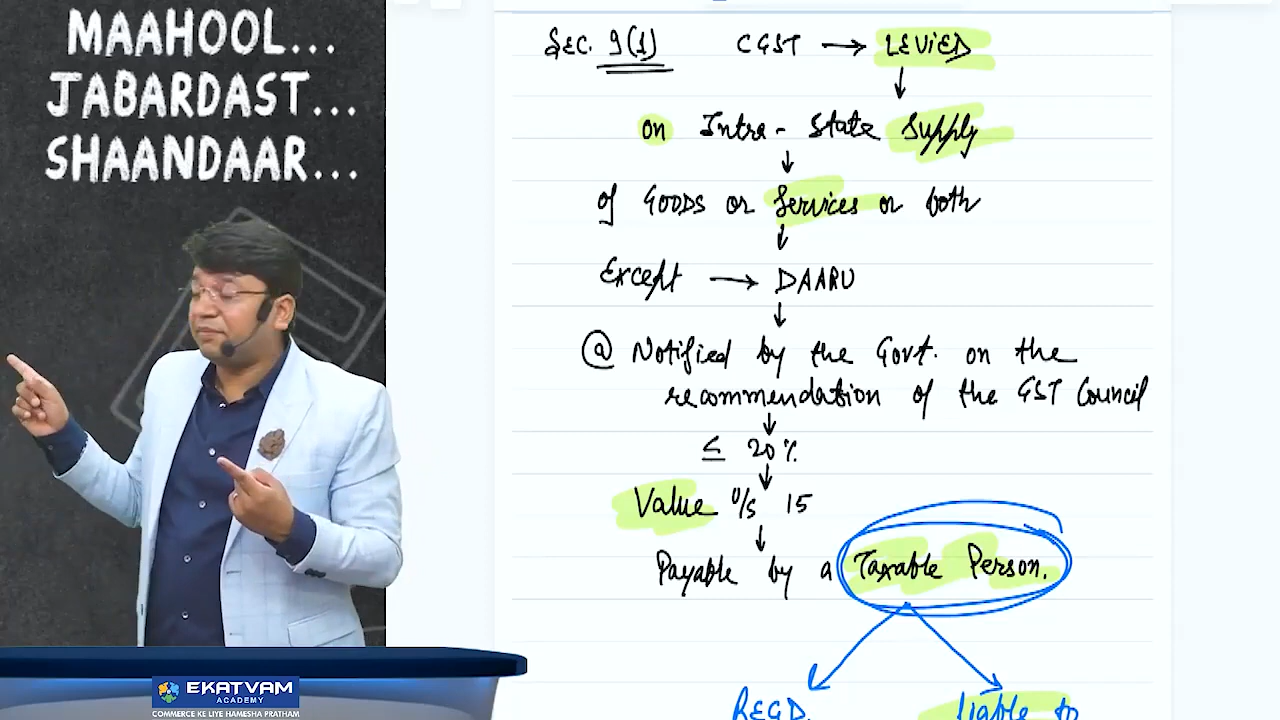 MAAHOOL...
JABARDAST...
SHAANDAAR...
EKATVAM
ACADEMY
COMMERCE KE LIYE HAMESHA PRATHAM
SEC. 9(1) CGST → LEVIED
↓
on Intra-State Supply
↓
of GOODS or Services or both
↓
Except → DAARU
↓
@ Notified by the Govt. on the
recommendation of the GST Council
↓
≤ 20%
↓
Value u/s 15
↓
Payable by a Taxable Person.
REGD. liable to